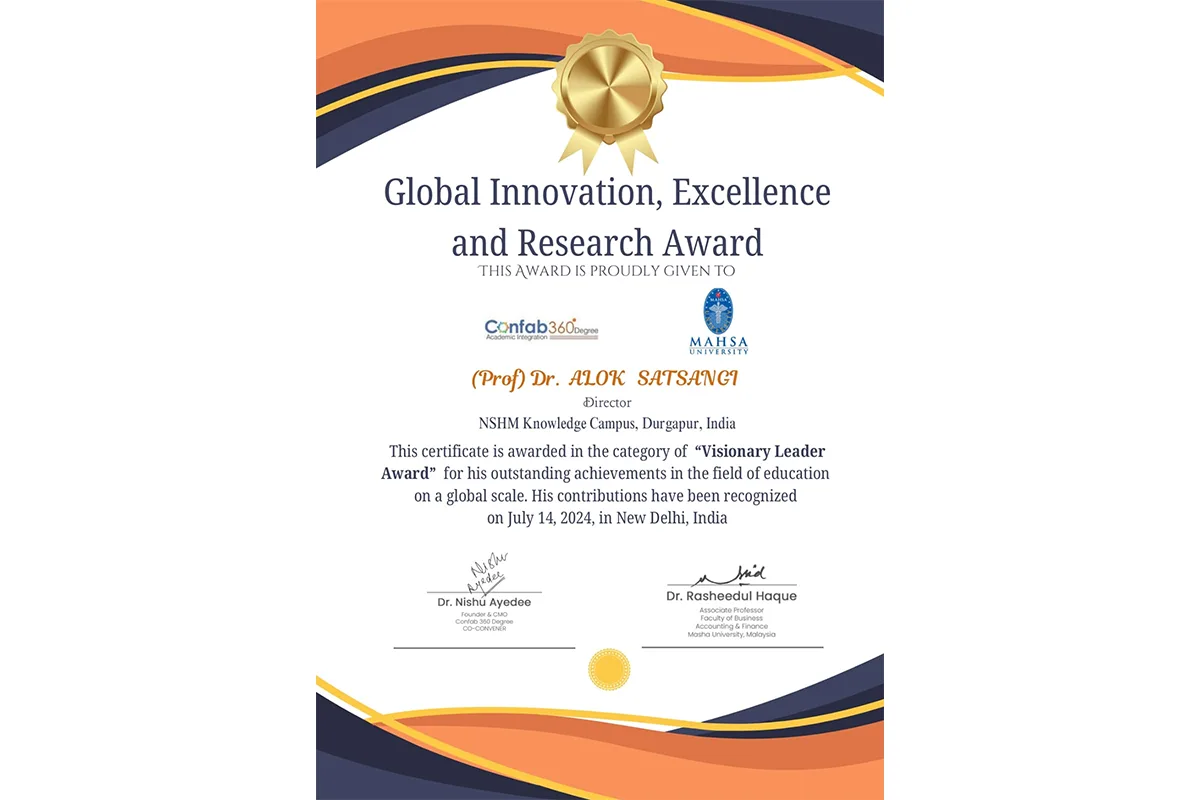 Global Innovation, Excellence
and Research Award
THIS AWARD IS PROUDLY GIVEN TO
Confab360°Degree
Academic Integration
MAHSA
MAHSA
UNIVERSITY
(Prof) Dr. ALOK SATSANGI
Director
NSHM Knowledge Campus, Durgapur, India
This certificate is awarded in the category of “Visionary Leader
Award” for his outstanding achievements in the field of education
on a global scale. His contributions have been recognized
on July 14, 2024, in New Delhi, India
Nishu
Ayedee
Dr. Nishu Ayedee
Founder & CMO
Confab 360 Degree
CO-CONVENER
Dr. Rasheedul Haque
Associate Professor
Faculty of Business
Accounting & Finance
Masha University, Malaysia